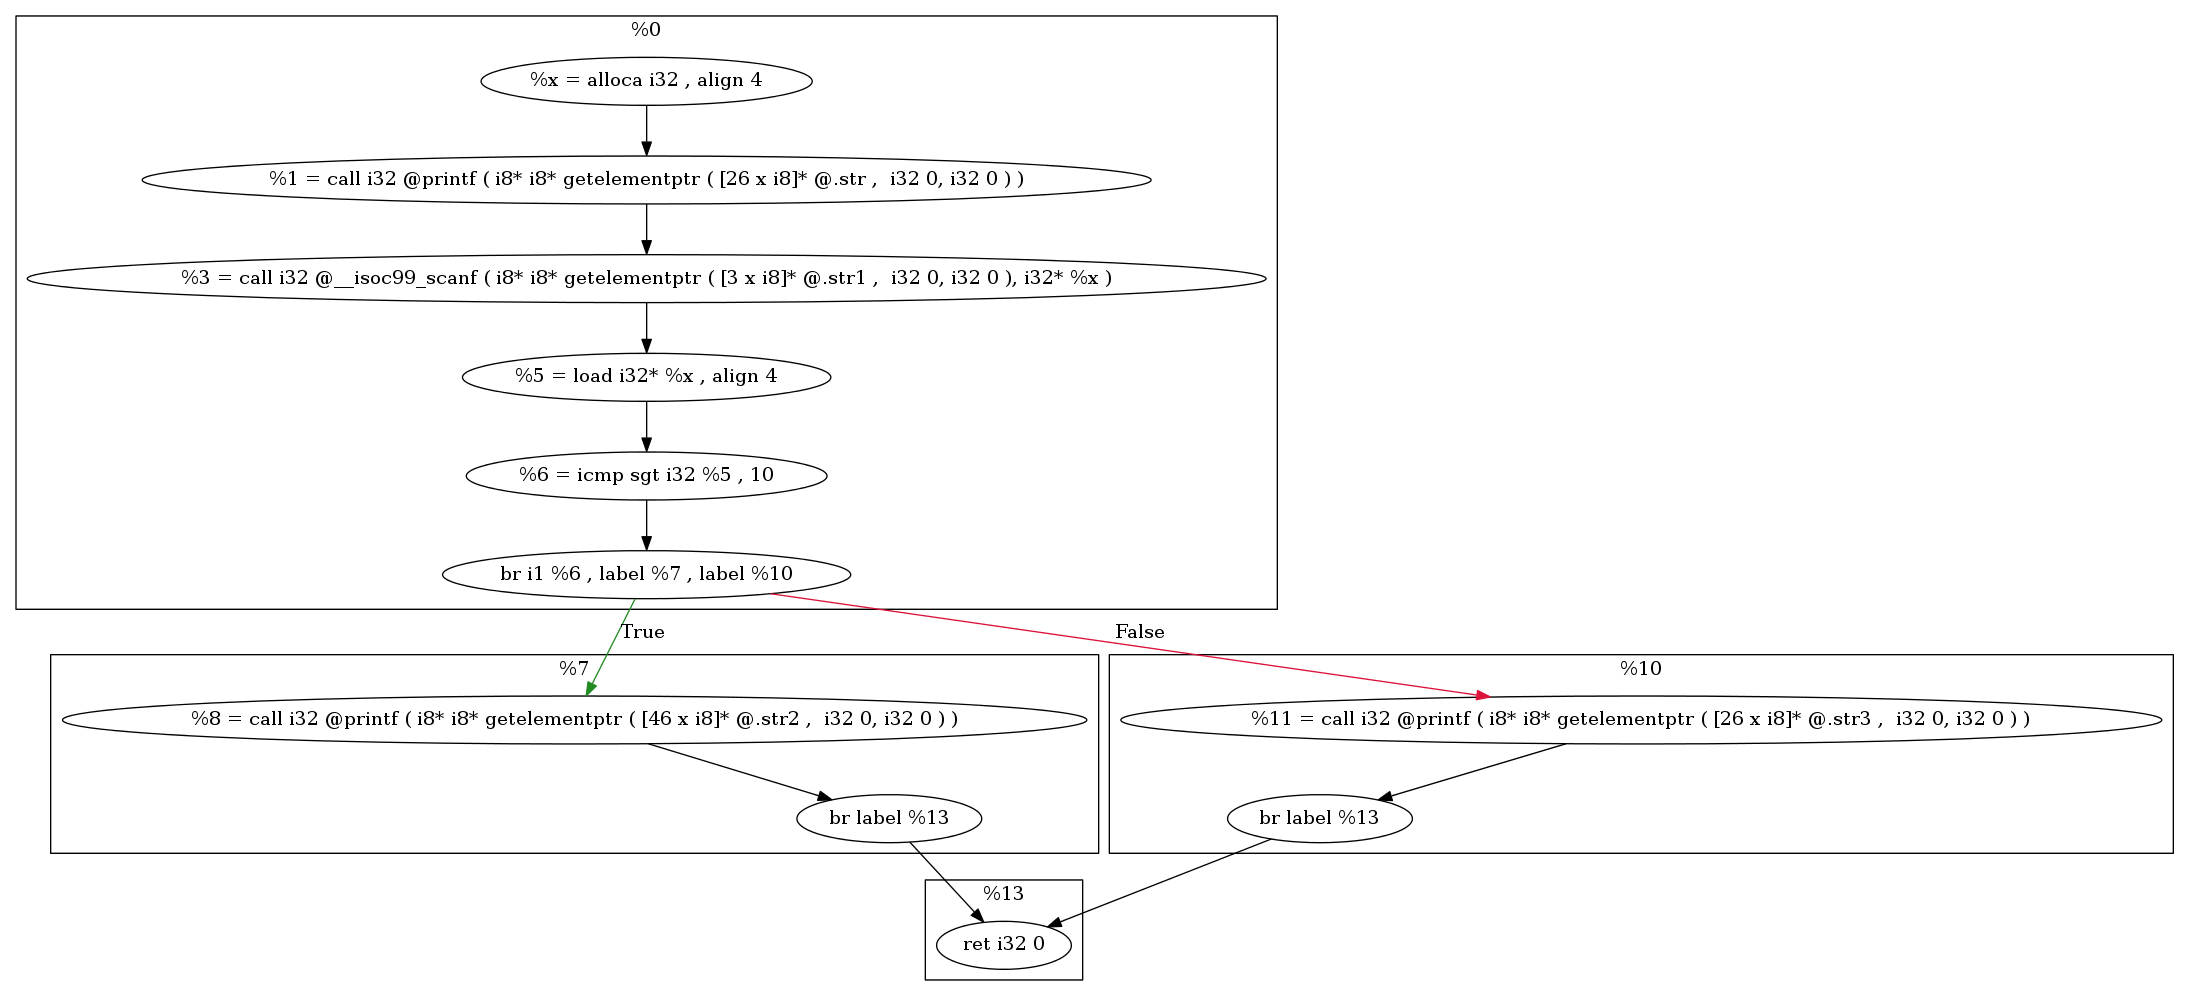 %0
%x = alloca i32 , align 4
%1 = call i32 @printf ( i8* i8* getelementptr ( [26 x i8]* @.str ,  i32 0, i32 0 ) )
%3 = call i32 @__isoc99_scanf ( i8* i8* getelementptr ( [3 x i8]* @.str1 ,  i32 0, i32 0 ), i32* %x )
%5 = load i32* %x , align 4
%6 = icmp sgt i32 %5 , 10
br i1 %6 , label %7 , label %10
True
False
%7
%8 = call i32 @printf ( i8* i8* getelementptr ( [46 x i8]* @.str2 ,  i32 0, i32 0 ) )
br label %13
%10
%11 = call i32 @printf ( i8* i8* getelementptr ( [26 x i8]* @.str3 ,  i32 0, i32 0 ) )
br label %13
%13
ret i32 0